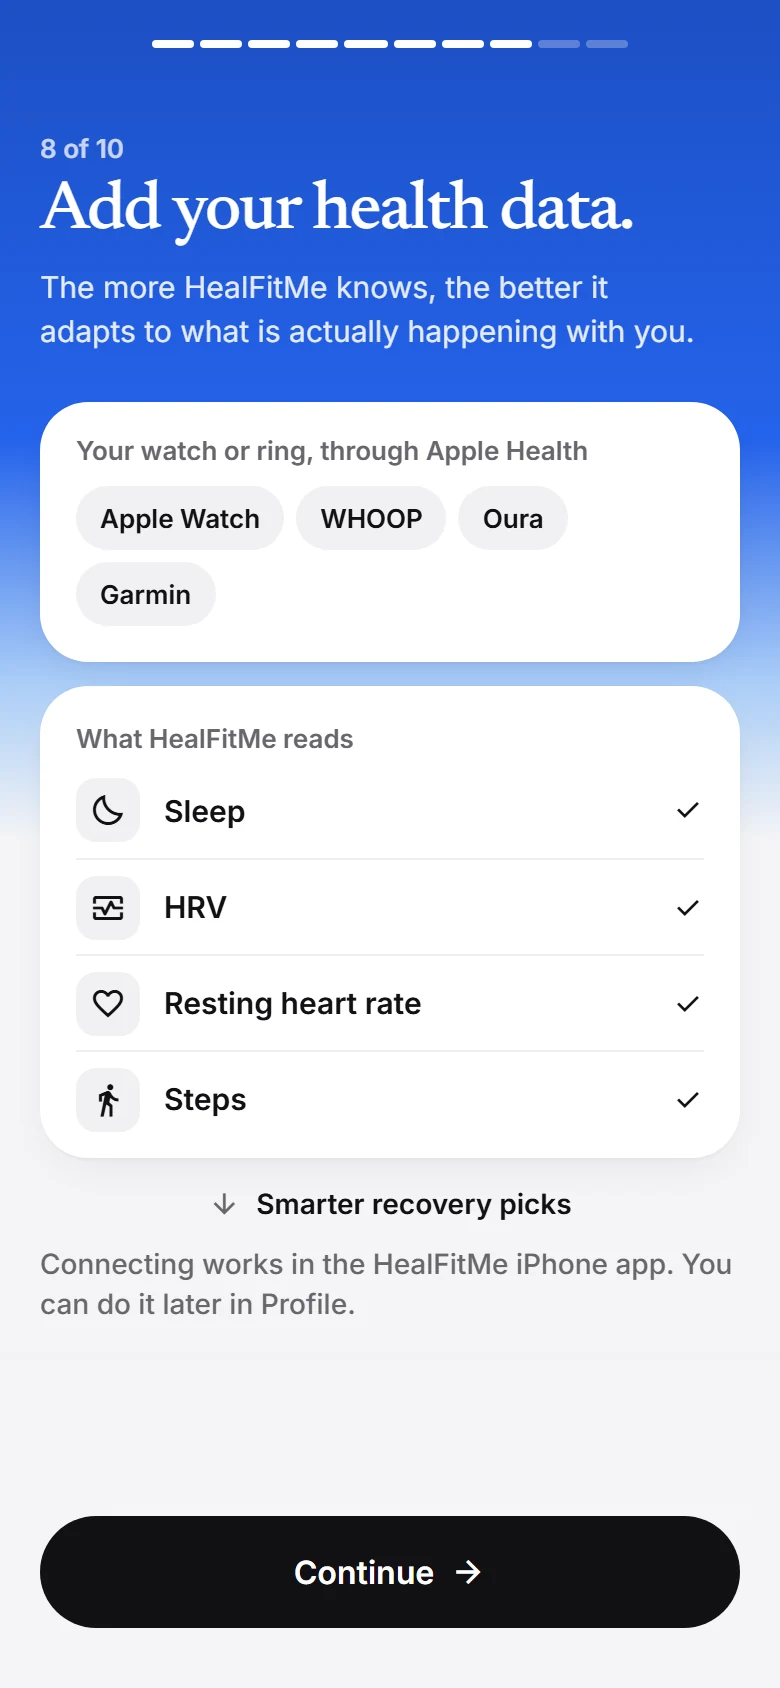 8 of 10
Add your health data.
The more HealFitMe knows, the better it
adapts to what is actually happening with you.
Your watch or ring, through Apple Health
Apple Watch WHOOP Oura
Garmin
What HealFitMe reads
Sleep
HRV
Resting heart rate
Steps
Smarter recovery picks
Connecting works in the HealFitMe iPhone app. You
can do it later in Profile.
Continue